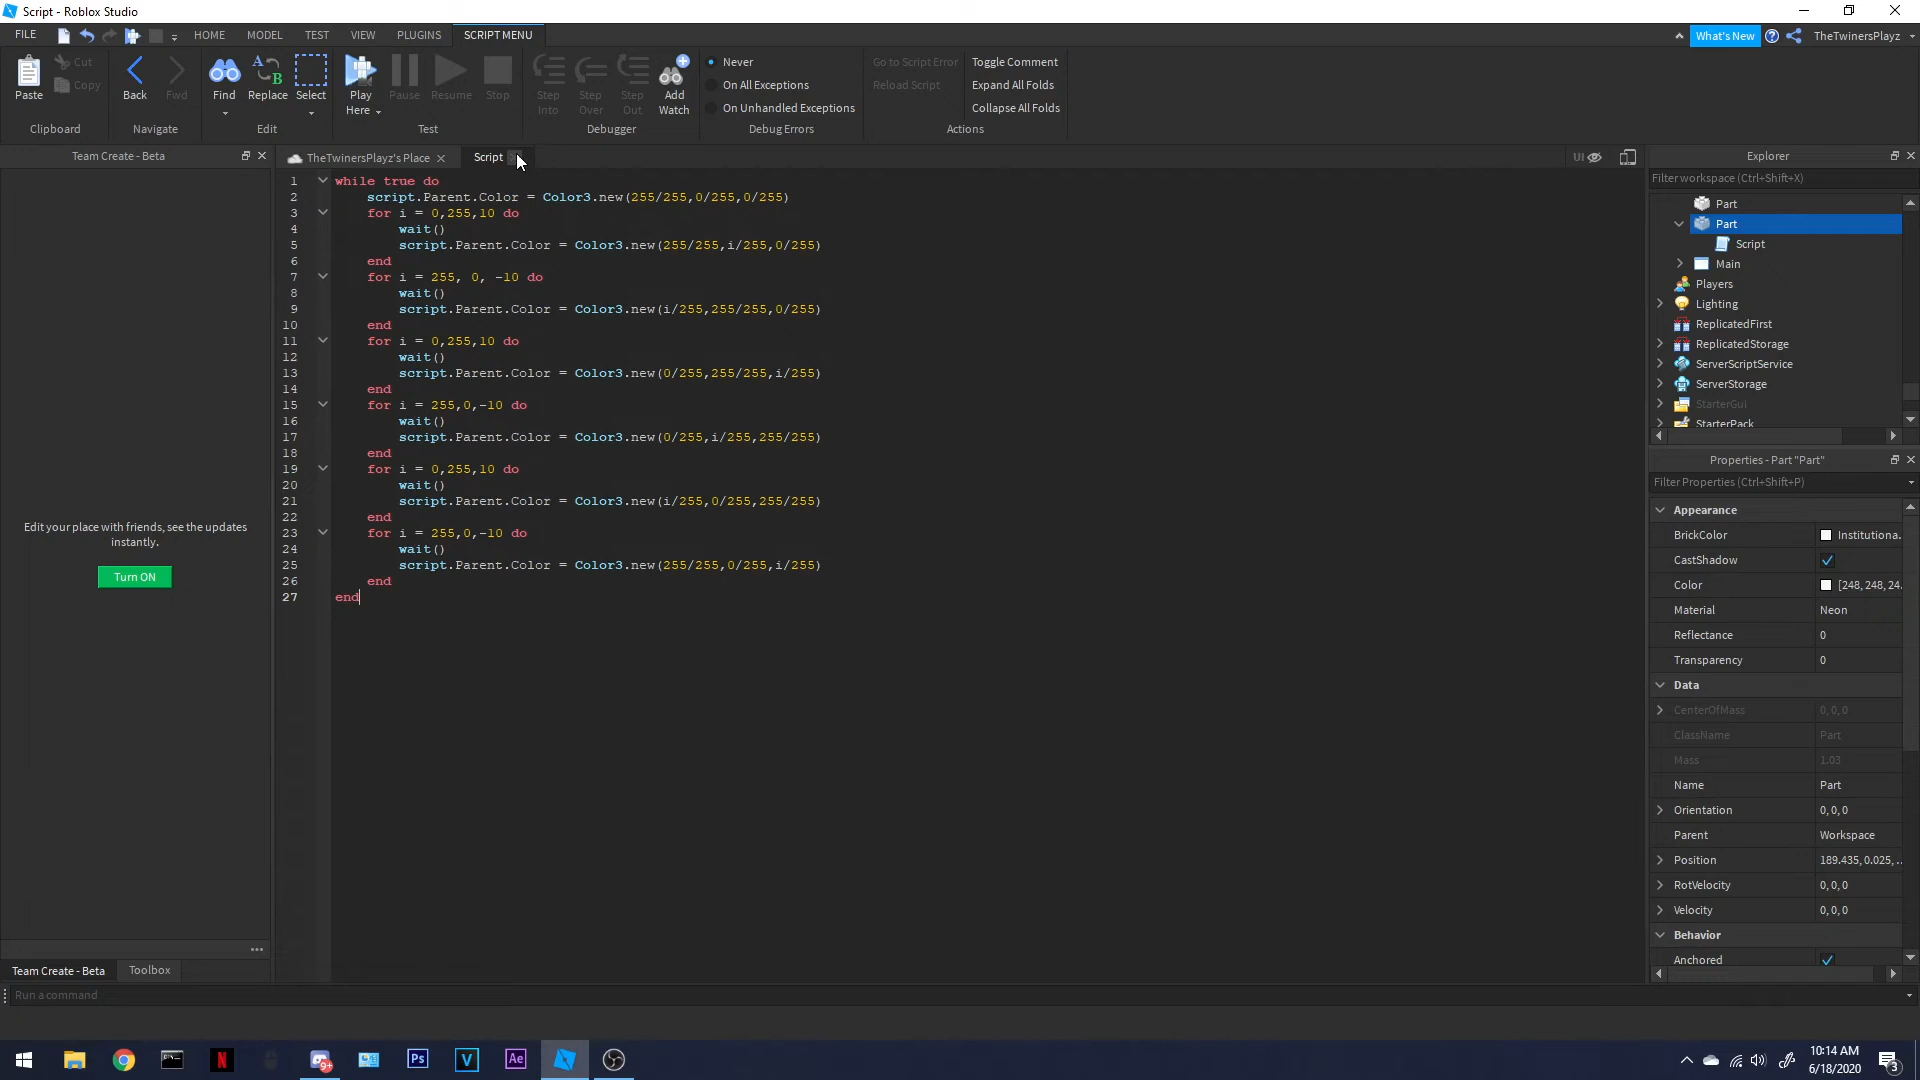 Script - Roblox Studio
FILE HOME MODEL TEST VIEW PLUGINS SCRIPT MENU What's New TheTwinersPlayz
Paste Cut Copy
Clipboard
Back Fwd
Navigate
Find Replace Select
Edit
Play Here Pause Resume Stop
Test
Step Into Step Over Step Out Add Watch
Debugger
Never
On All Exceptions
On Unhandled Exceptions
Debug Errors
Go to Script Error
Reload Script
Toggle Comment
Expand All Folds
Collapse All Folds
Actions
Team Create - Beta
Edit your place with friends, see the updates
instantly.
Turn ON
Team Create - Beta Toolbox
TheTwinersPlayz's Place Script UI
1 while true do
2 script.Parent.Color = Color3.new(255/255,0/255,0/255)
3 for i = 0,255,10 do
4 wait()
5 script.Parent.Color = Color3.new(255/255,i/255,0/255)
6 end
7 for i = 255, 0, -10 do
8 wait()
9 script.Parent.Color = Color3.new(i/255,255/255,0/255)
10 end
11 for i = 0,255,10 do
12 wait()
13 script.Parent.Color = Color3.new(0/255,255/255,i/255)
14 end
15 for i = 255,0,-10 do
16 wait()
17 script.Parent.Color = Color3.new(0/255,i/255,255/255)
18 end
19 for i = 0,255,10 do
20 wait()
21 script.Parent.Color = Color3.new(i/255,0/255,255/255)
22 end
23 for i = 255,0,-10 do
24 wait()
25 script.Parent.Color = Color3.new(255/255,0/255,i/255)
26 end
27 end
Explorer
Filter workspace (Ctrl+Shift+X)
Part
Part
Script
Main
Players
Lighting
ReplicatedFirst
ReplicatedStorage
ServerScriptService
ServerStorage
StarterGui
StarterPack
Properties - Part "Part"
Filter Properties (Ctrl+Shift+P)
Appearance
BrickColor Instituciona.
CastShadow
Color [248, 248, 24.
Material Neon
Reflectance 0
Transparency 0
Data
CenterOfMass 0, 0, 0
ClassName Part
Mass 1.03
Name Part
Orientation 0, 0, 0
Parent Workspace
Position 189.435, 0.025, ..
RotVelocity 0, 0, 0
Velocity 0, 0, 0
Behavior
Anchored
Run a command
N 9+ Ps V Ae
10:14 AM
6/18/2020
3